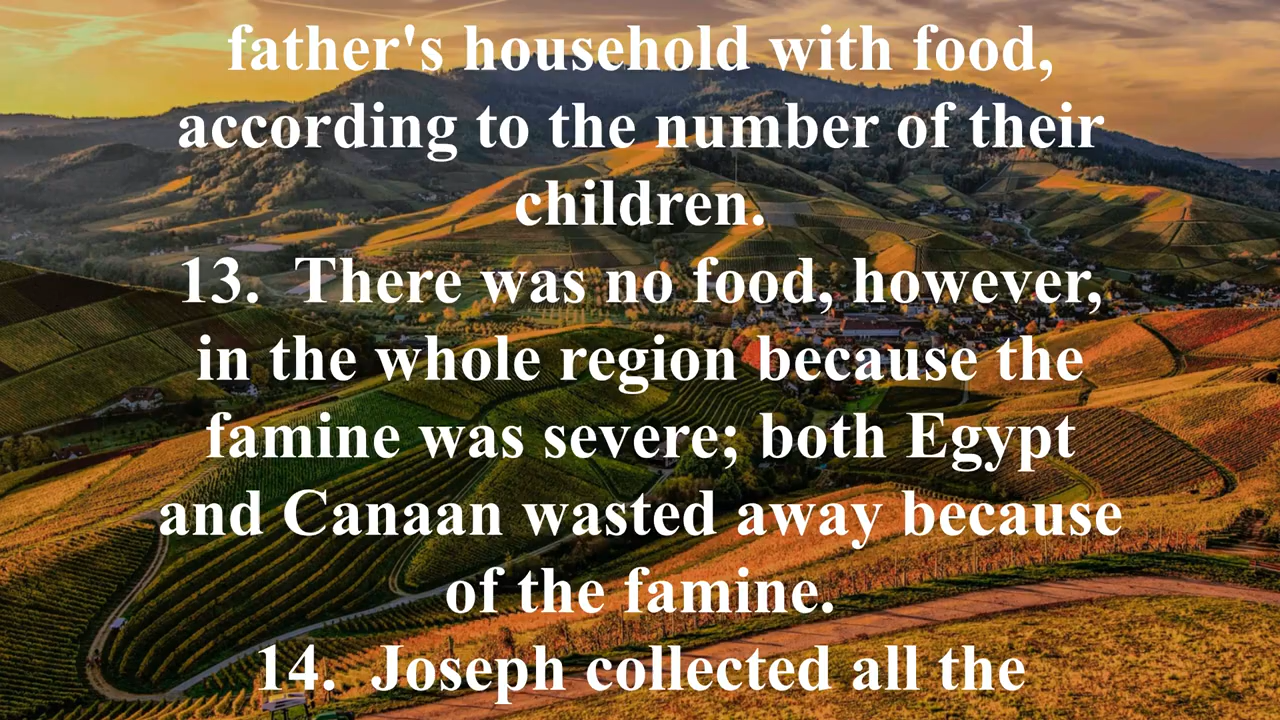 father's household with food,
according to the number of their
children.
13. There was no food, however,
in the whole region because the
famine was severe; both Egypt
and Canaan wasted away because
of the famine.
14. Joseph collected all the